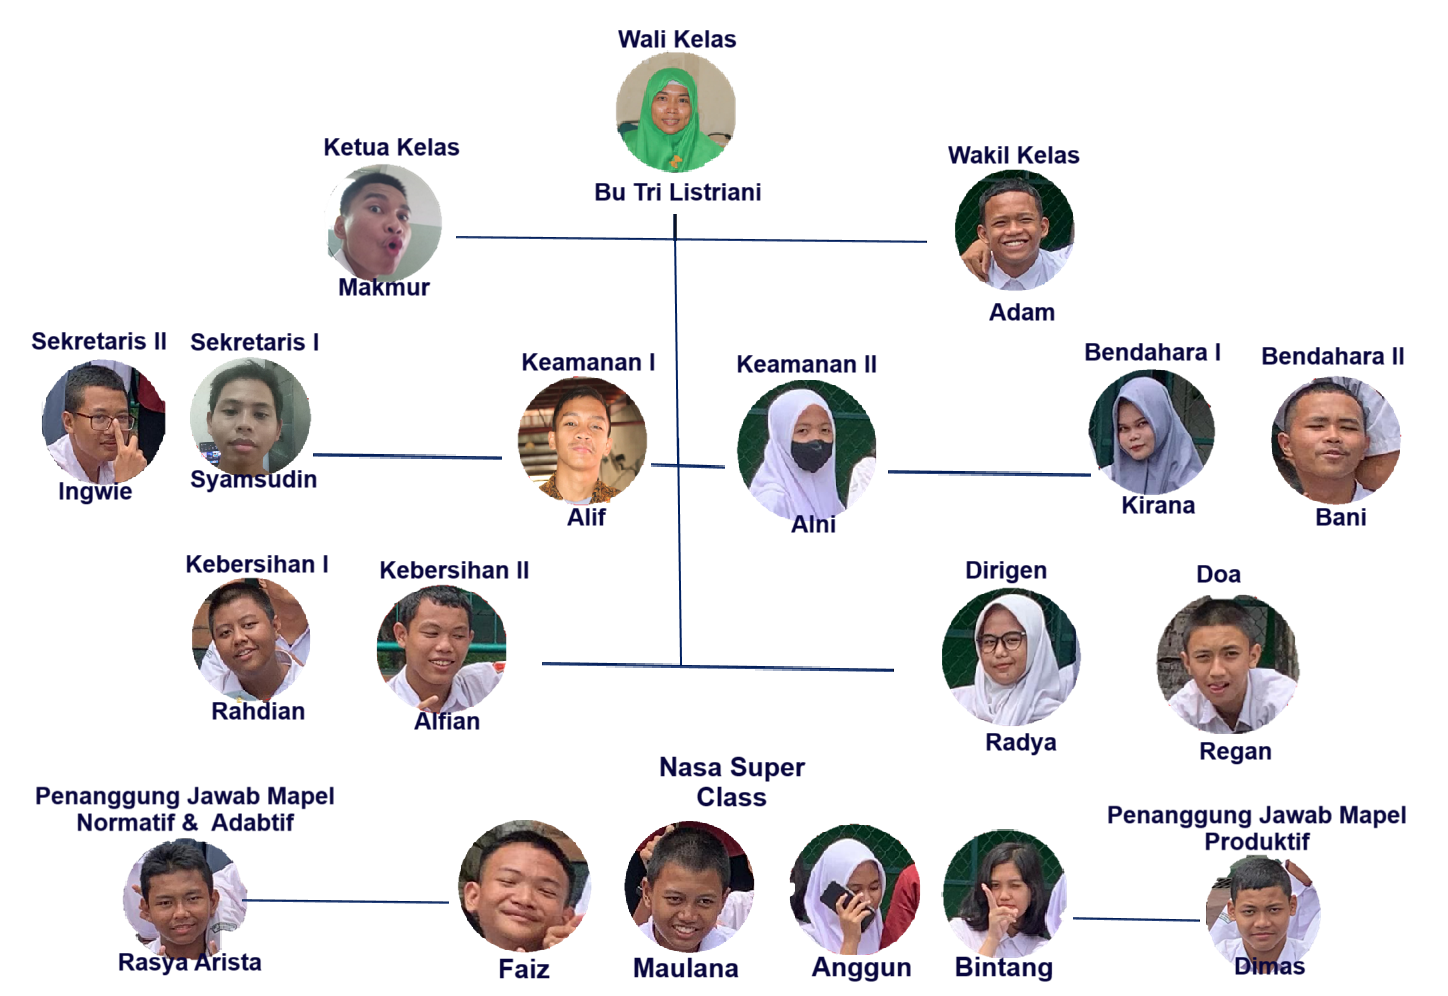 Wali Kelas
Bu Tri Listriani
Ketua Kelas
Makmur
Wakil Kelas
Adam
Sekretaris II
Ingwie
Sekretaris I
Syamsudin
Keamanan I
Alif
Keamanan II
Alni
Bendahara I
Kirana
Bendahara II
Bani
Kebersihan I
Rahdian
Kebersihan II
Alfian
Dirigen
Radya
Doa
Regan
Nasa Super
Class
Penanggung Jawab Mapel
Normatif & Adabtif
Rasya Arista
Faiz
Maulana
Anggun
Bintang
Penanggung Jawab Mapel
Produktif
Dimas